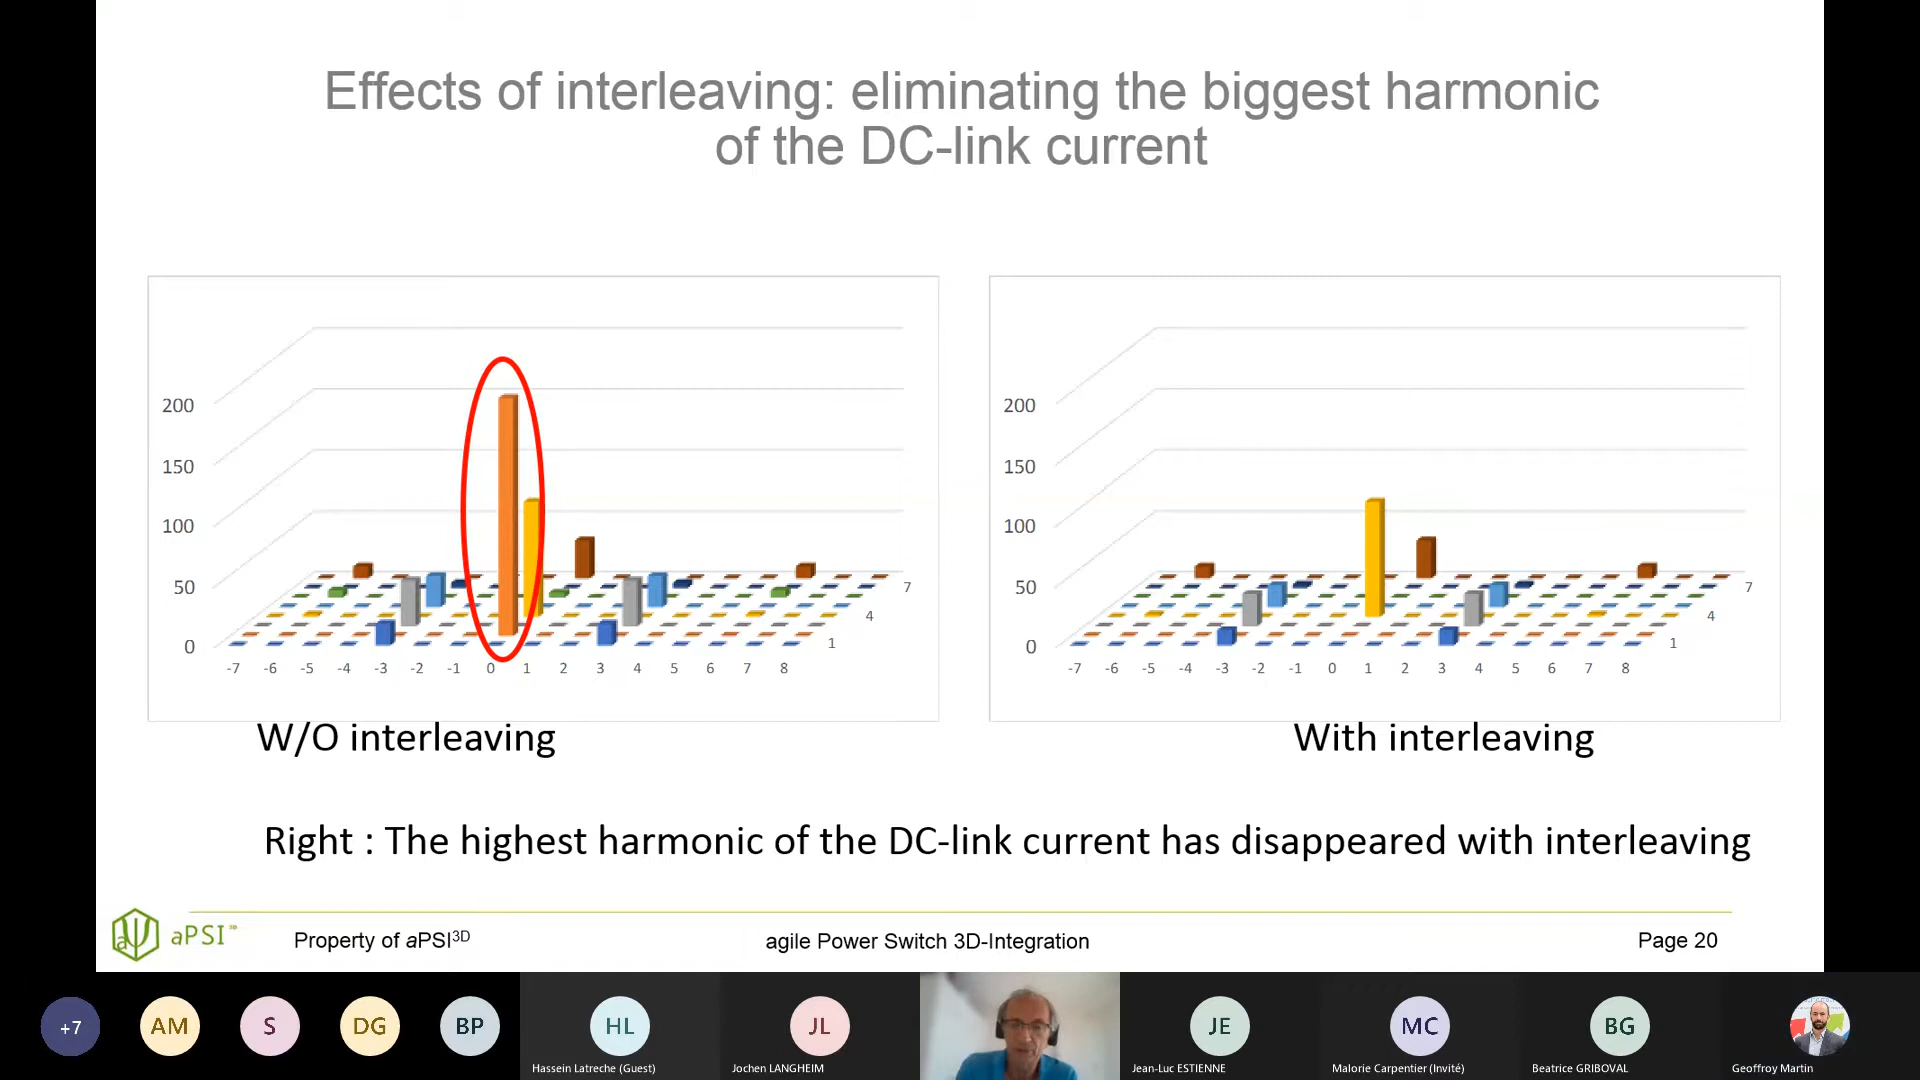 Effects of interleaving: eliminating the biggest harmonic
of the DC-link current
200
150
100
50
0
-7 -6 -5 -4 -3 -2 -1 0 1 2 3 4 5 6 7 8
1
4
7
200
150
100
50
0
-7 -6 -5 -4 -3 -2 -1 0 1 2 3 4 5 6 7 8
1
4
7
W/O interleaving
With interleaving
Right : The highest harmonic of the DC-link current has disappeared with interleaving
aPSI 3D
Property of aPSI3D
agile Power Switch 3D-Integration
Page 20
+7
AM
S
DG
BP
HL
Hassein Latreche (Guest)
JL
Jochen LANGHEIM
JE
Jean-Luc ESTIENNE
MC
Malorie Carpentier (Invité)
BG
Beatrice GRIBOVAL
Geoffroy Martin